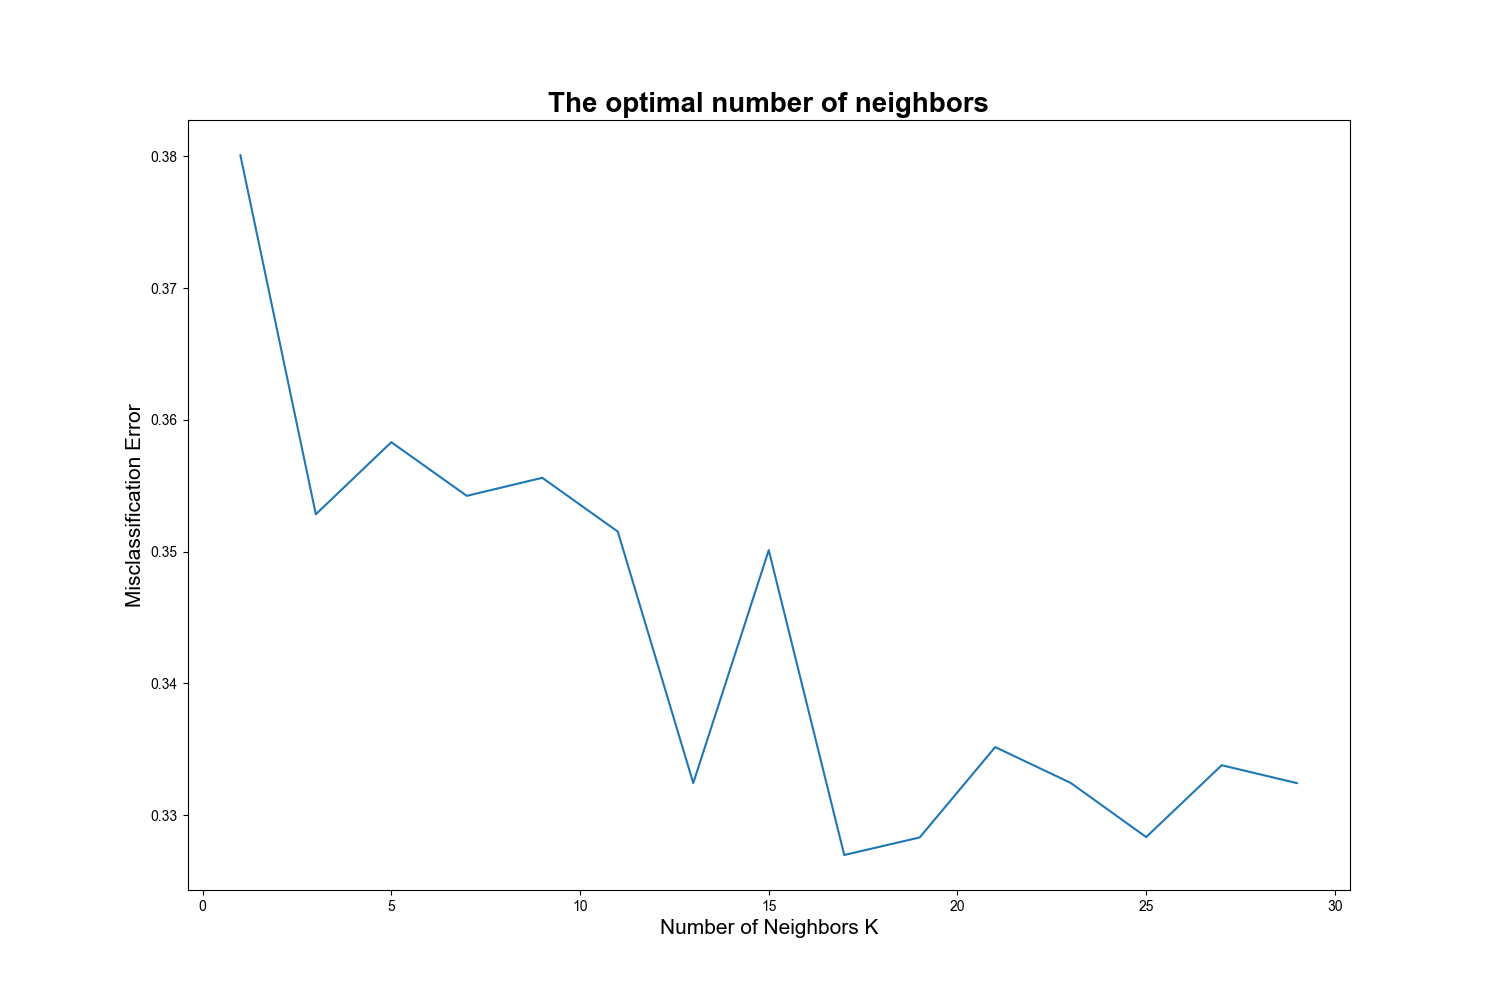 The optimal number of neighbors
Misclassification Error
0.38
0.37
0.36
0.35
0.34
0.33
0 5 10 15 20 25 30
Number of Neighbors K